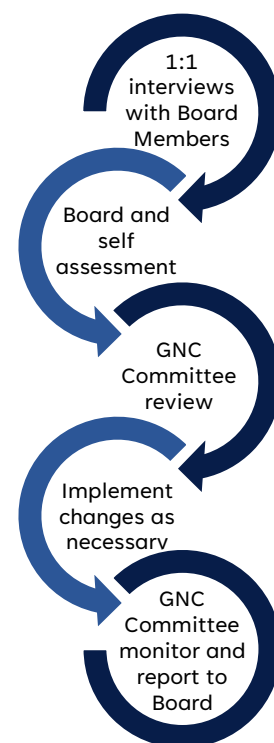 1:1
interviews
with Board
Members
Board and
self
assessment
GNC
Committee
review
Implement
changes as
necessary
GNC
Committee
monitor and
report to
Board